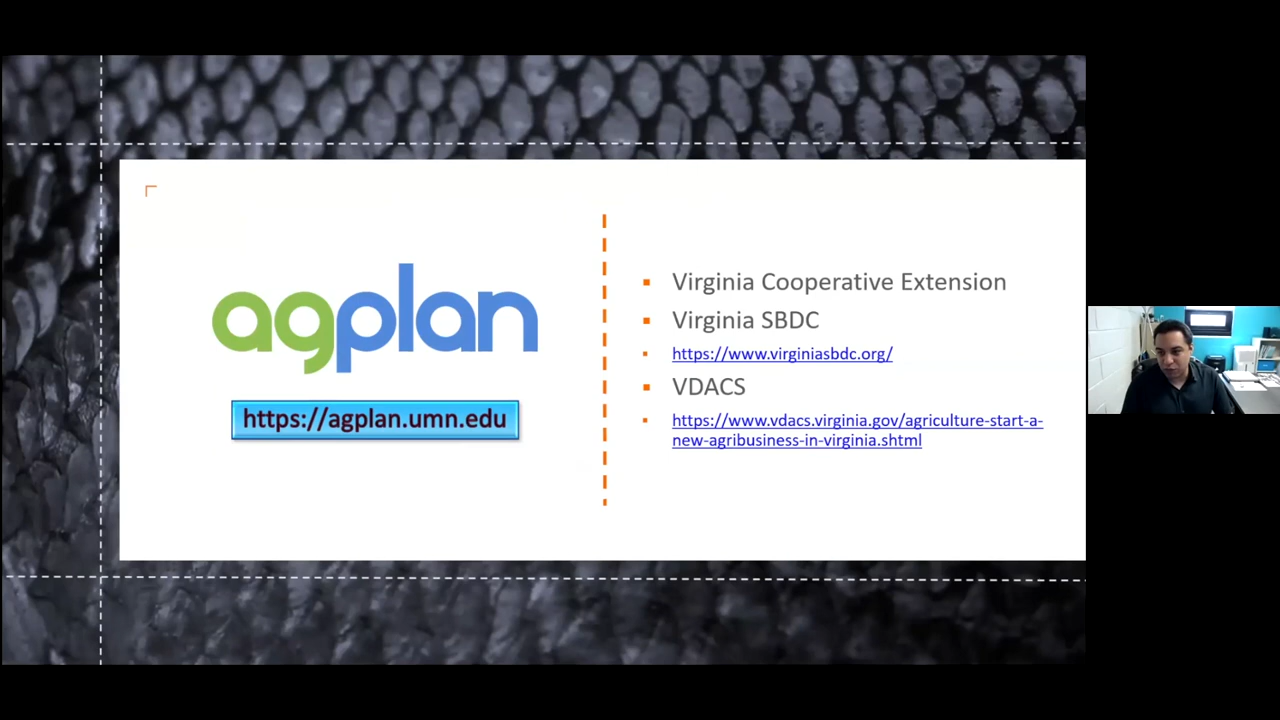 agplan
https://agplan.umn.edu
Virginia Cooperative Extension
Virginia SBDC
https://www.virginiasbdc.org/
VDACS
https://www.vdacs.virginia.gov/agriculture-start-a-
new-agribusiness-in-virginia.shtml